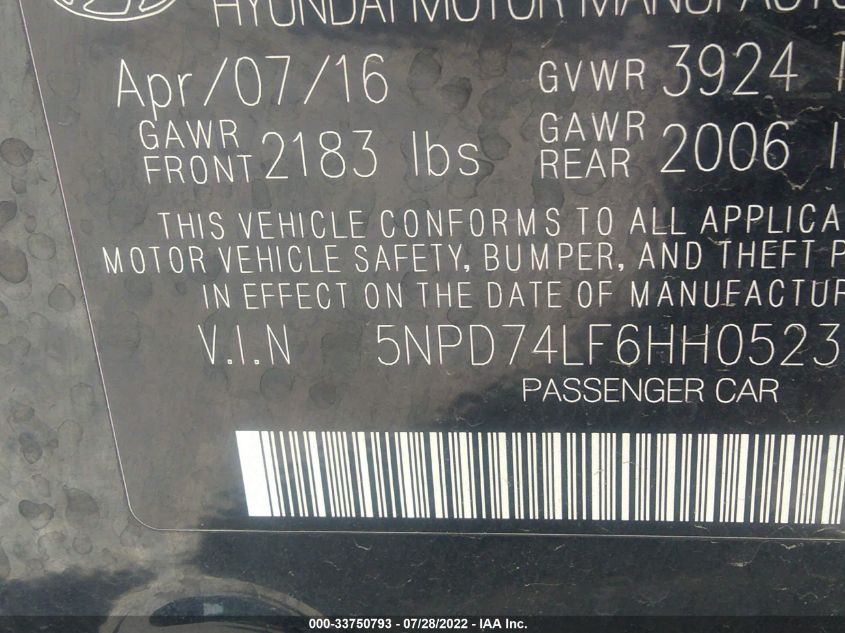 HYUNDAI MOTOR MANUFACTU
Apr/07/16 GVWR 3924
GAWR FRONT 2183 lbs GAWR REAR 2006
THIS VEHICLE CONFORMS TO ALL APPLICA
MOTOR VEHICLE SAFETY, BUMPER, AND THEFT P
IN EFFECT ON THE DATE OF MANUFACTUR
V.I.N 5NPD74LF6HH0523
PASSENGER CAR
000-33750793 - 07/28/2022 - IAA Inc.